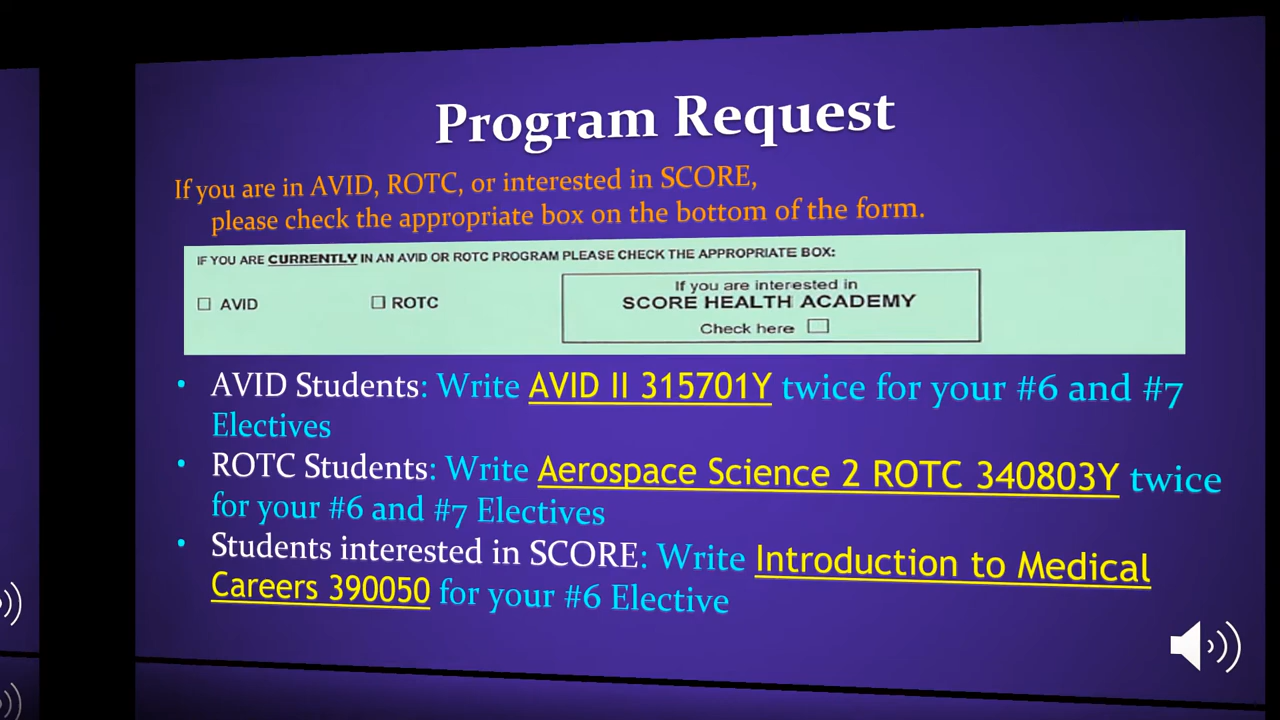 Program Request
If you are in AVID, ROTC, or interested in SCORE,
please check the appropriate box on the bottom of the form.
IF YOU ARE CURRENTLY IN AN AVID OR ROTC PROGRAM PLEASE CHECK THE APPROPRIATE BOX:
☐ AVID ☐ ROTC
If you are interested in
SCORE HEALTH ACADEMY
Check here ☐
• AVID Students: Write AVID II 315701Y twice for your #6 and #7
Electives
• ROTC Students: Write Aerospace Science 2 ROTC 340803Y twice
for your #6 and #7 Electives
• Students interested in SCORE: Write Introduction to Medical
Careers 390050 for your #6 Elective